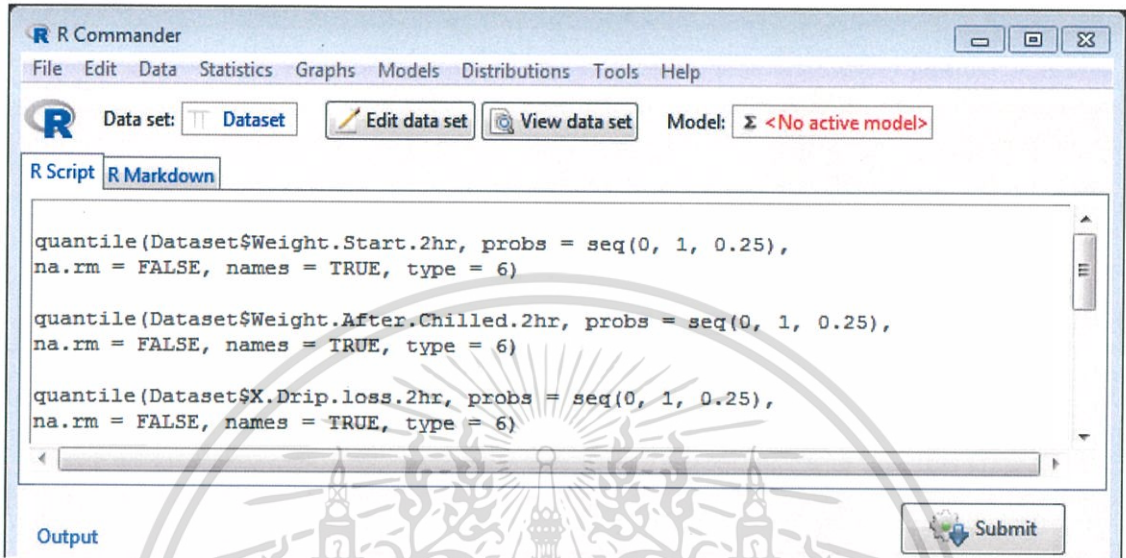 R R Commander
File Edit Data Statistics Graphs Models Distributions Tools Help
R Data set: Dataset Edit data set View data set Model: Σ <No active model>
R Script R Markdown
quantile(Dataset$Weight.Start.2hr, probs = seq(0, 1, 0.25),
na.rm = FALSE, names = TRUE, type = 6)
quantile(Dataset$Weight.After.Chilled.2hr, probs = seq(0, 1, 0.25),
na.rm = FALSE, names = TRUE, type = 6)
quantile(Dataset$X.Drip.loss.2hr, probs = seq(0, 1, 0.25),
na.rm = FALSE, names = TRUE, type = 6)
Output Submit